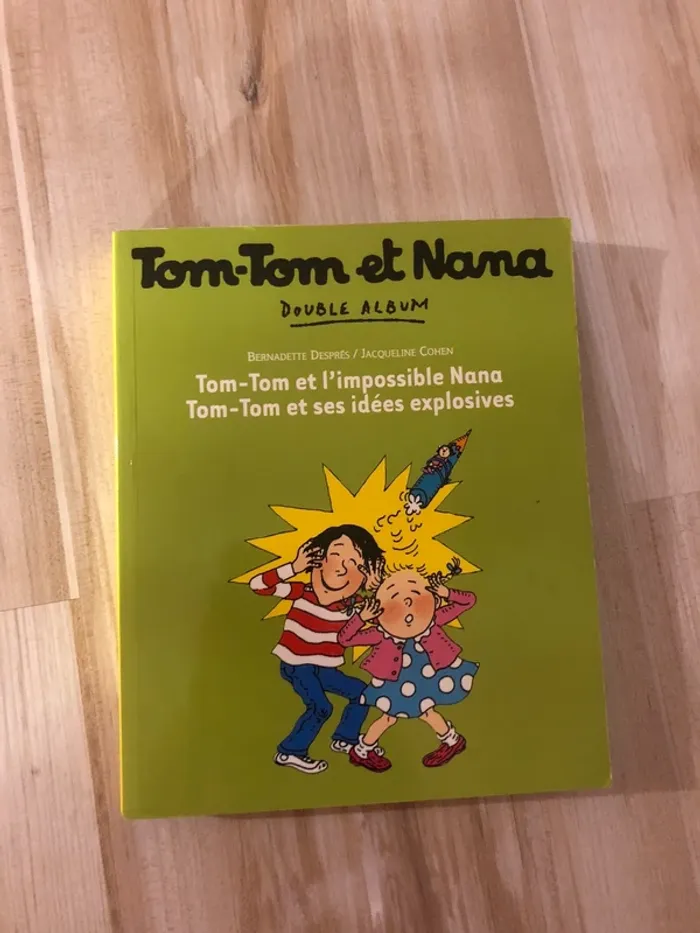 Tom-Tom et Nana
DOUBLE ALBUM
BERNADETTE DESPRÉS / JACQUELINE COHEN
Tom-Tom et l'impossible Nana
Tom-Tom et ses idées explosives